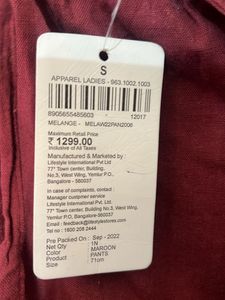 S
APPAREL LADIES - 963.1002.1003
8905655485603 - 12017
MELANGE - MELAW22PAN2006
Maximum Retail Price
₹ 1299.00
Inclusive of All Taxes
Manufactured & Marketed by :
Lifestyle International Pvt Ltd
77° Town center, Building
No.3, West Wing, Yemlur P.O,
Bangalore - 560037
In case of complaints, contact :
Manager customer service
Lifestyle International Pvt. Ltd
77° Town center, Building No.3, West Wing,
Yemlur P.O, Bangalore - 560037
Email : feedback@lifestylestores.com
Tel no : 1800 208 2444
Pre Packed On : Sep - 2022
Net Qty : 1N
Color : MAROON
Product : PANTS
Size : 71cm